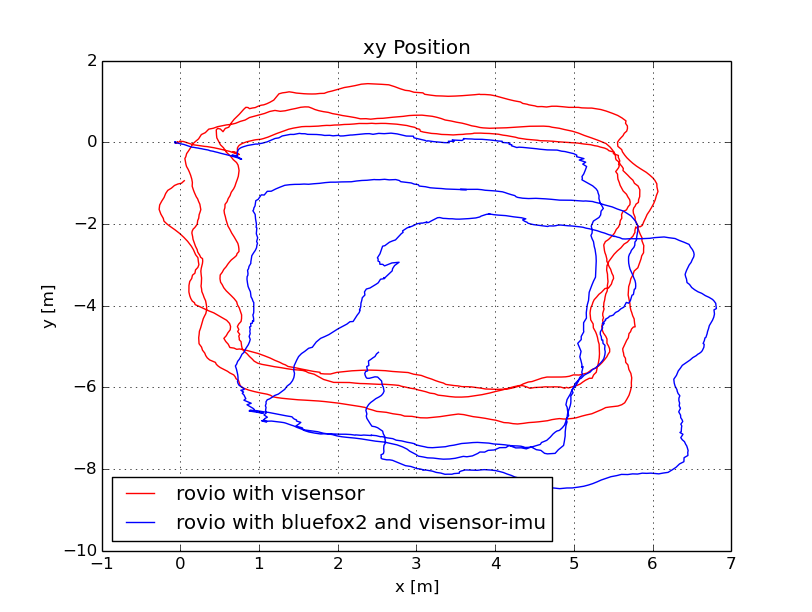 xy Position
2
0
−2
−4
−6
−8
−10
y [m]
rovio with visensor
rovio with bluefox2 and visensor-imu
−1 0 1 2 3 4 5 6 7
x [m]